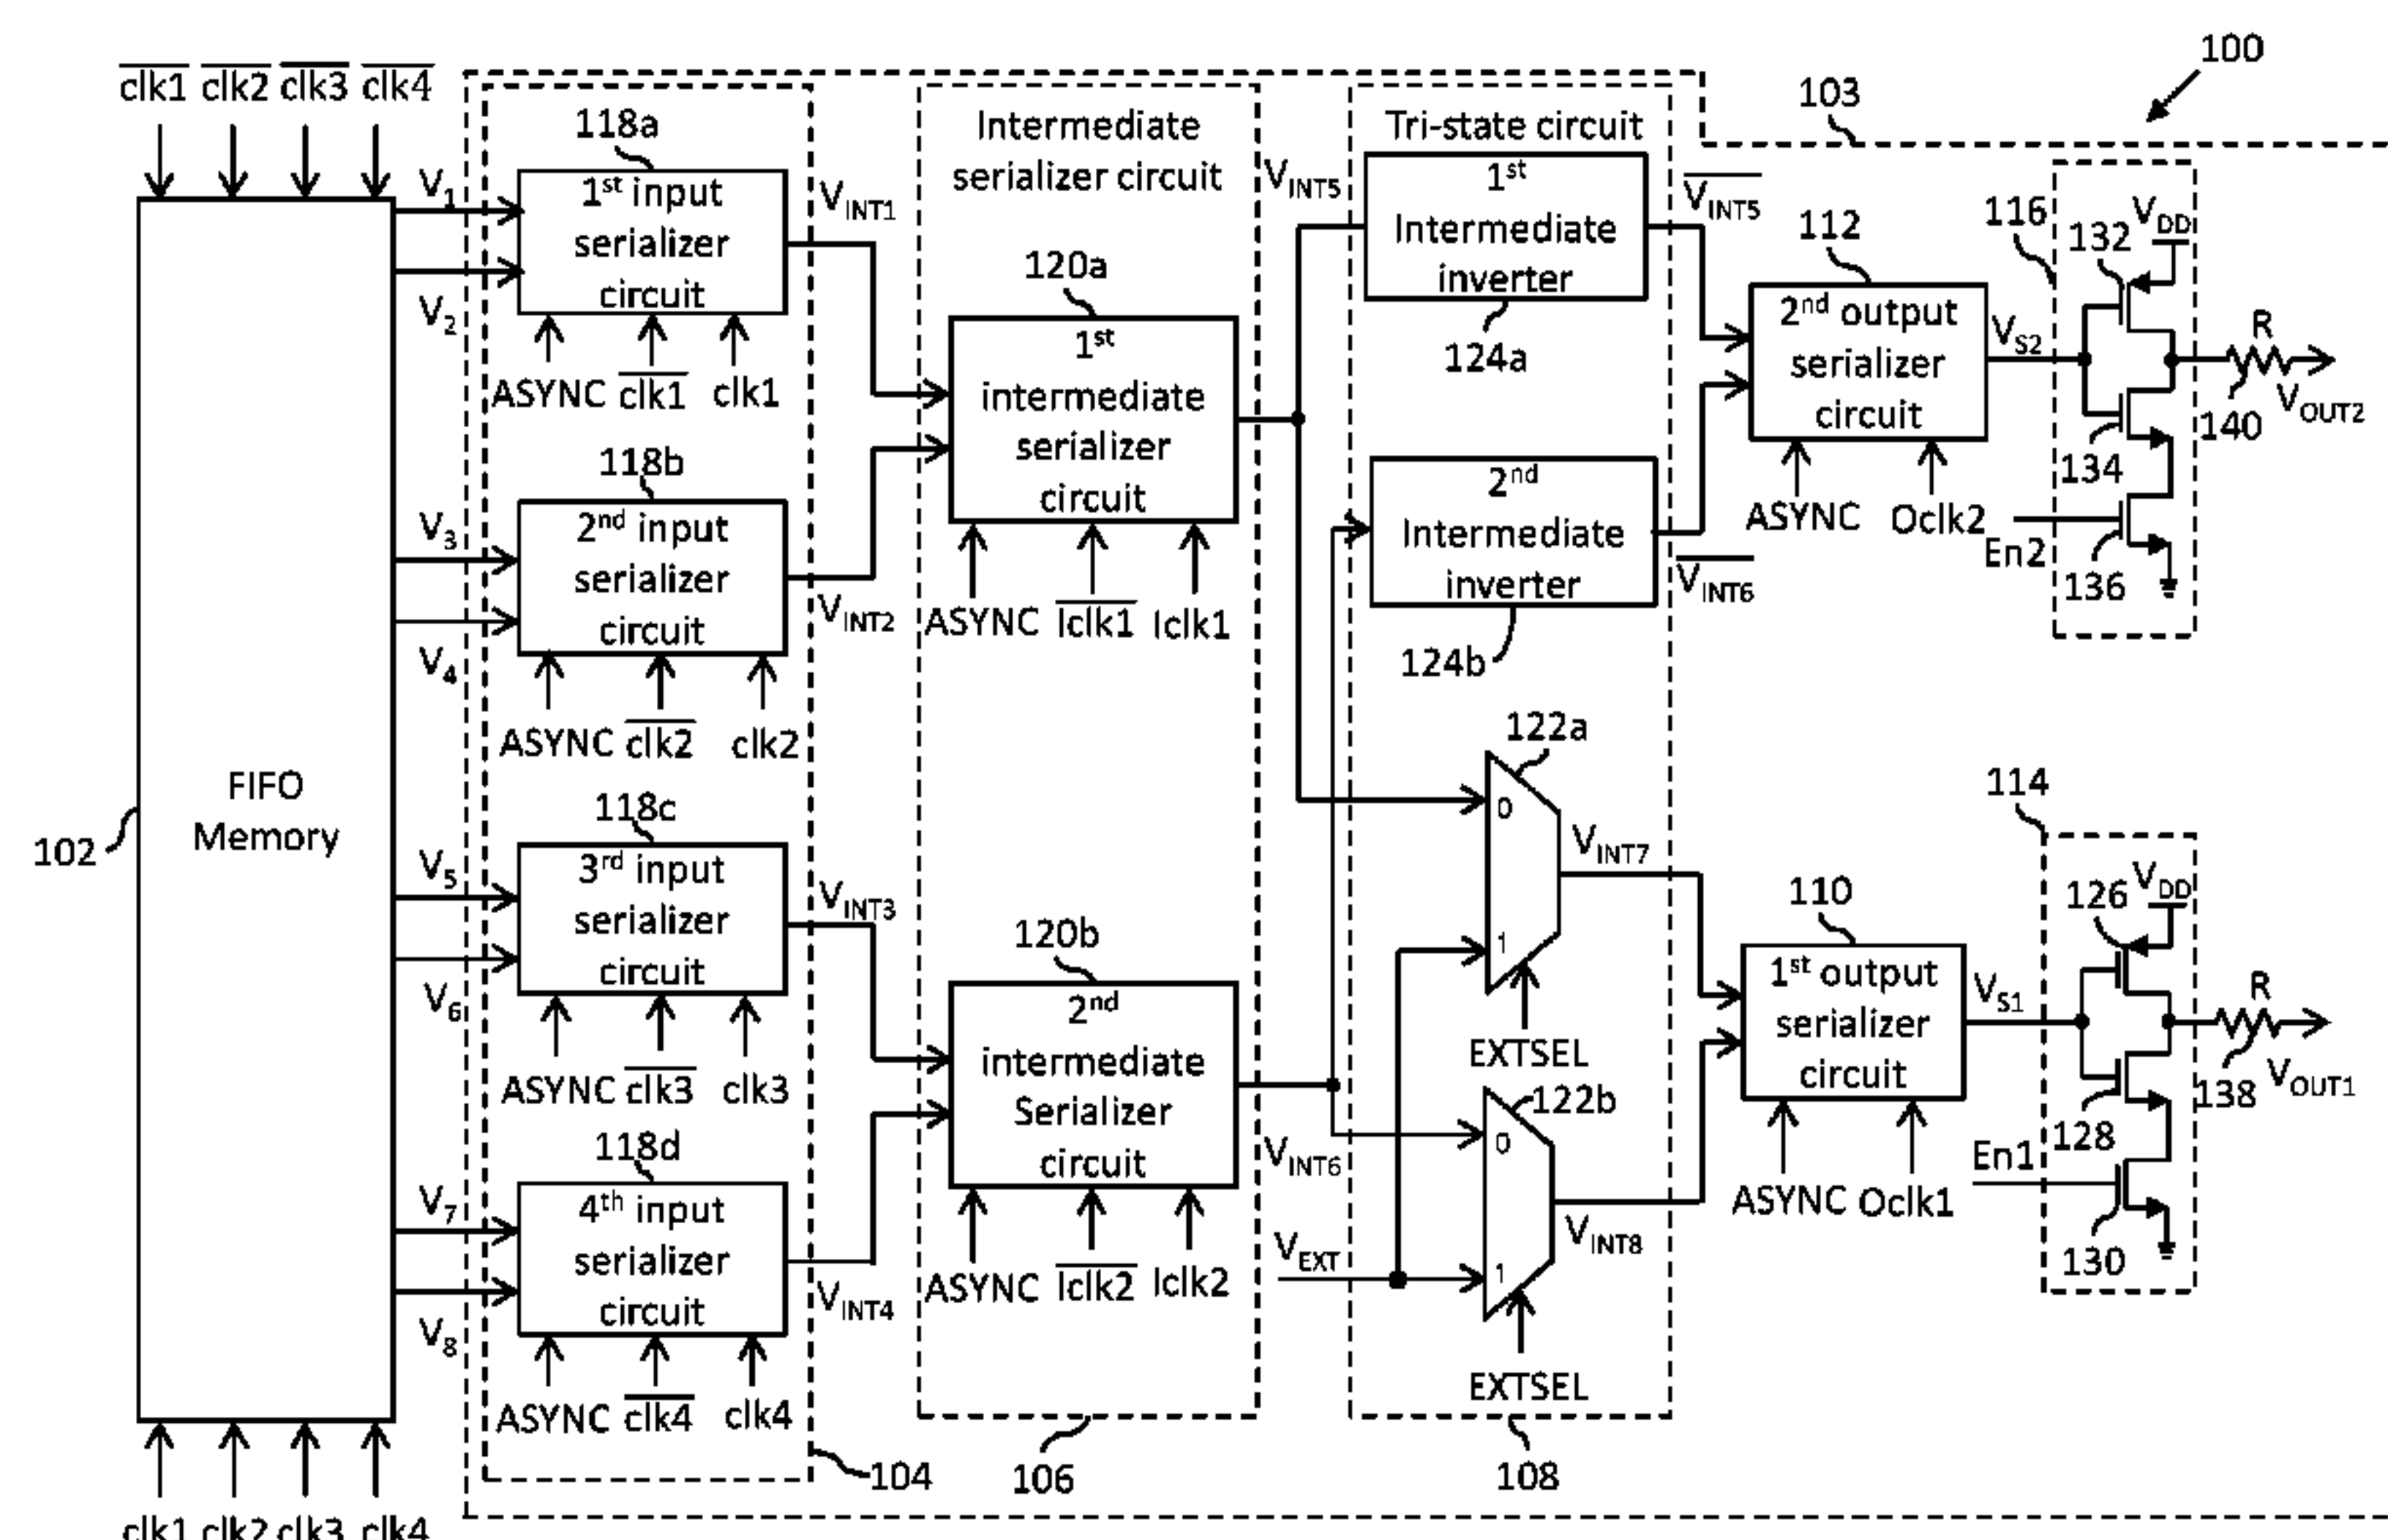 100
103
clk1 clk2 clk3 clk4
102
FIFO
Memory
clk1 clk2 clk3 clk4
V1
V2
V3
V4
V5
V6
V7
V8
118a
1st input
serializer
circuit
ASYNC clk1 clk1
118b
2nd input
serializer
circuit
ASYNC clk2 clk2
118c
3rd input
serializer
circuit
ASYNC clk3 clk3
118d
4th input
serializer
circuit
ASYNC clk4 clk4
104
VINT1
VINT2
VINT3
VINT4
Intermediate
serializer circuit
120a
1st
intermediate
serializer
circuit
ASYNC Iclk1 Iclk1
120b
2nd
intermediate
Serializer
circuit
ASYNC Iclk2 Iclk2
106
VINT5
VINT6
VEXT
Tri-state circuit
1st
Intermediate
inverter
124a
2nd
Intermediate
inverter
124b
122a
0
1
EXTSEL
122b
0
1
EXTSEL
108
VINT5
VINT6
VINT7
VINT8
112
2nd output
serializer
circuit
ASYNC Oclk2
VS2
116
VDD
132
134
En2
136
R
140
VOUT2
110
1st output
serializer
circuit
ASYNC Oclk1
VS1
114
VDD
126
128
En1
130
R
138
VOUT1